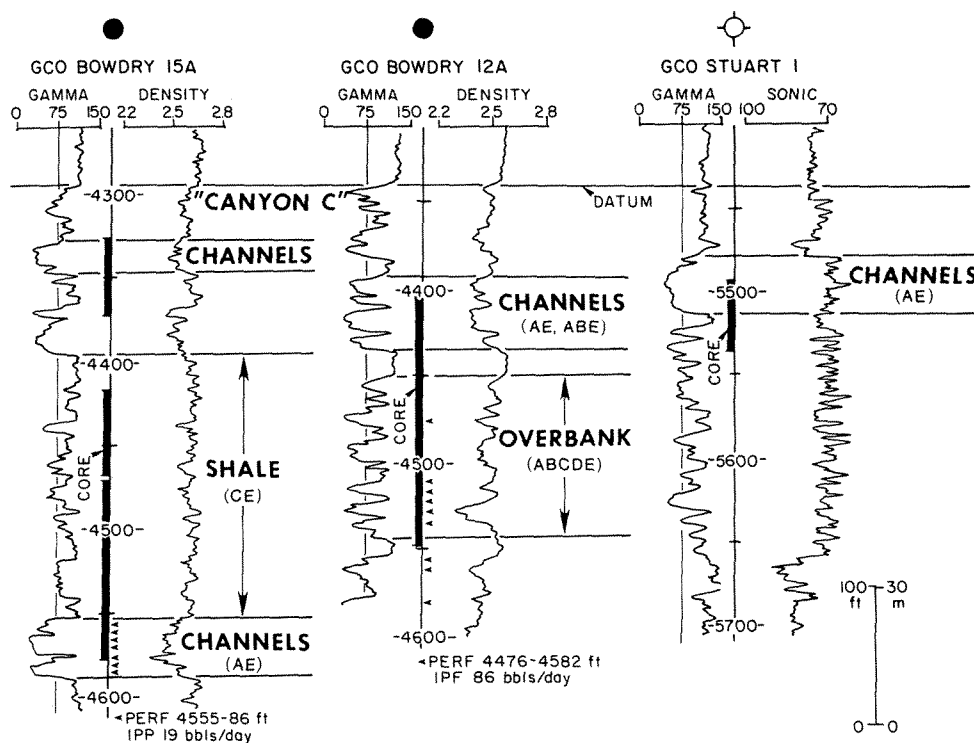 GCO BOWDRY 15A
GAMMA DENSITY
0 75 150 2.2 2.5 2.8
GCO BOWDRY 12A
GAMMA DENSITY
0 75 150 2.2 2.5 2.8
GCO STUART 1
GAMMA SONIC
0 75 150 100 70
-4300-
"CANYON C"
DATUM
CHANNELS
-4400-
CORE
SHALE
(CE)
-4500-
CHANNELS
(AE)
-4600-
PERF 4555-86 ft
IPP 19 bbls/day
-4400-
CHANNELS
(AE, ABE)
CORE
OVERBANK
(ABCDE)
-4500-
-4600-
PERF 4476-4582 ft
IPF 86 bbls/day
CHANNELS
(AE)
-5500-
CORE
-5600-
-5700-
100 30
ft m
0 0